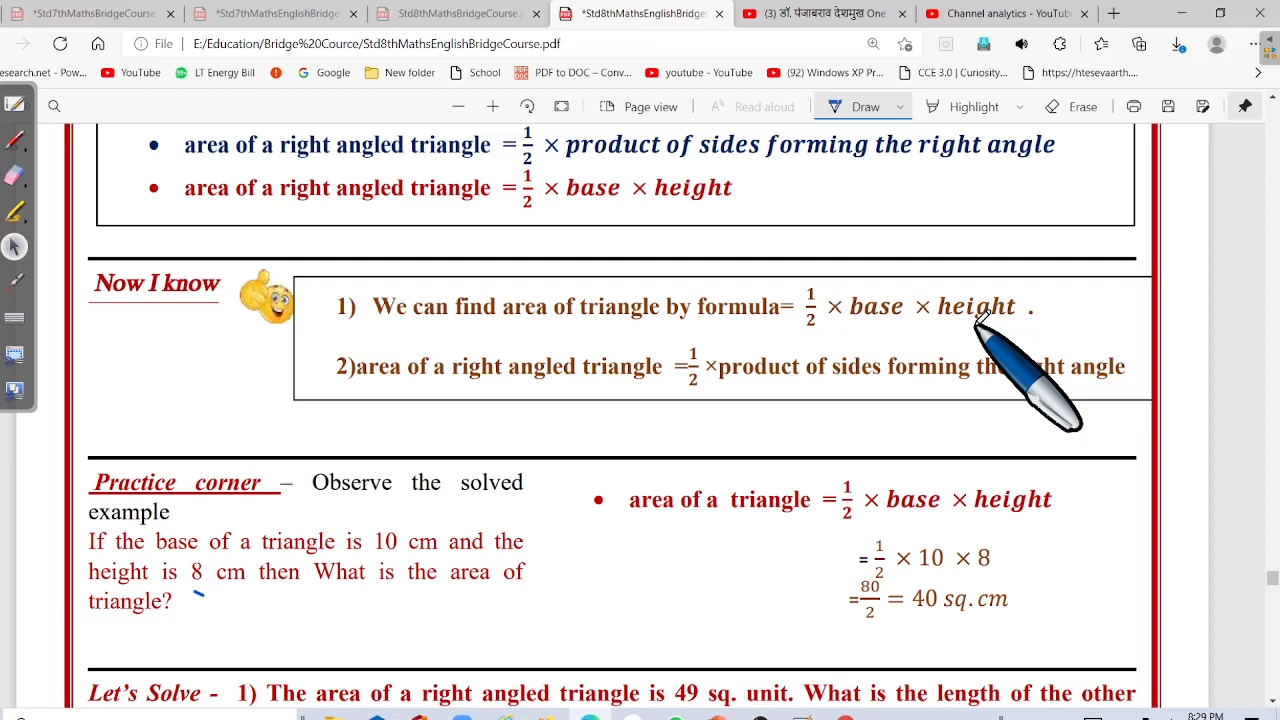 *Std7thMathsBridgeCour
*Std7thMathsEnglishBridge
Std8thMathsBridgeCourse.
*Std8thMathsEnglishBridgeC
(3) डॉ. पंजाबराव देशमुख One
Channel analytics - YouTube
File
E:/Education/Bridge%20Cource/Std8thMathsEnglishBridgeCourse.pdf
esearch.net - Pow...
YouTube
LT Energy Bill
Google
New folder
School
PDF to DOC – Conv...
youtube - YouTube
(92) Windows XP Pr...
CCE 3.0 | Curiosity...
https://htesevaarth...
Page view
Read aloud
Draw
Highlight
Erase
• area of a right angled triangle = 1/2 × product of sides forming the right angle
• area of a right angled triangle = 1/2 × base × height
Now I know
1) We can find area of triangle by formula= 1/2 × base × height .
2)area of a right angled triangle =1/2 ×product of sides forming the right angle
Practice corner – Observe the solved
example
If the base of a triangle is 10 cm and the
height is 8 cm then What is the area of
triangle?
• area of a triangle = 1/2 × base × height
= 1/2 × 10 × 8
=80/2 = 40 sq. cm
Let's Solve - 1) The area of a right angled triangle is 49 sq. unit. What is the length of the other
8:29 PM